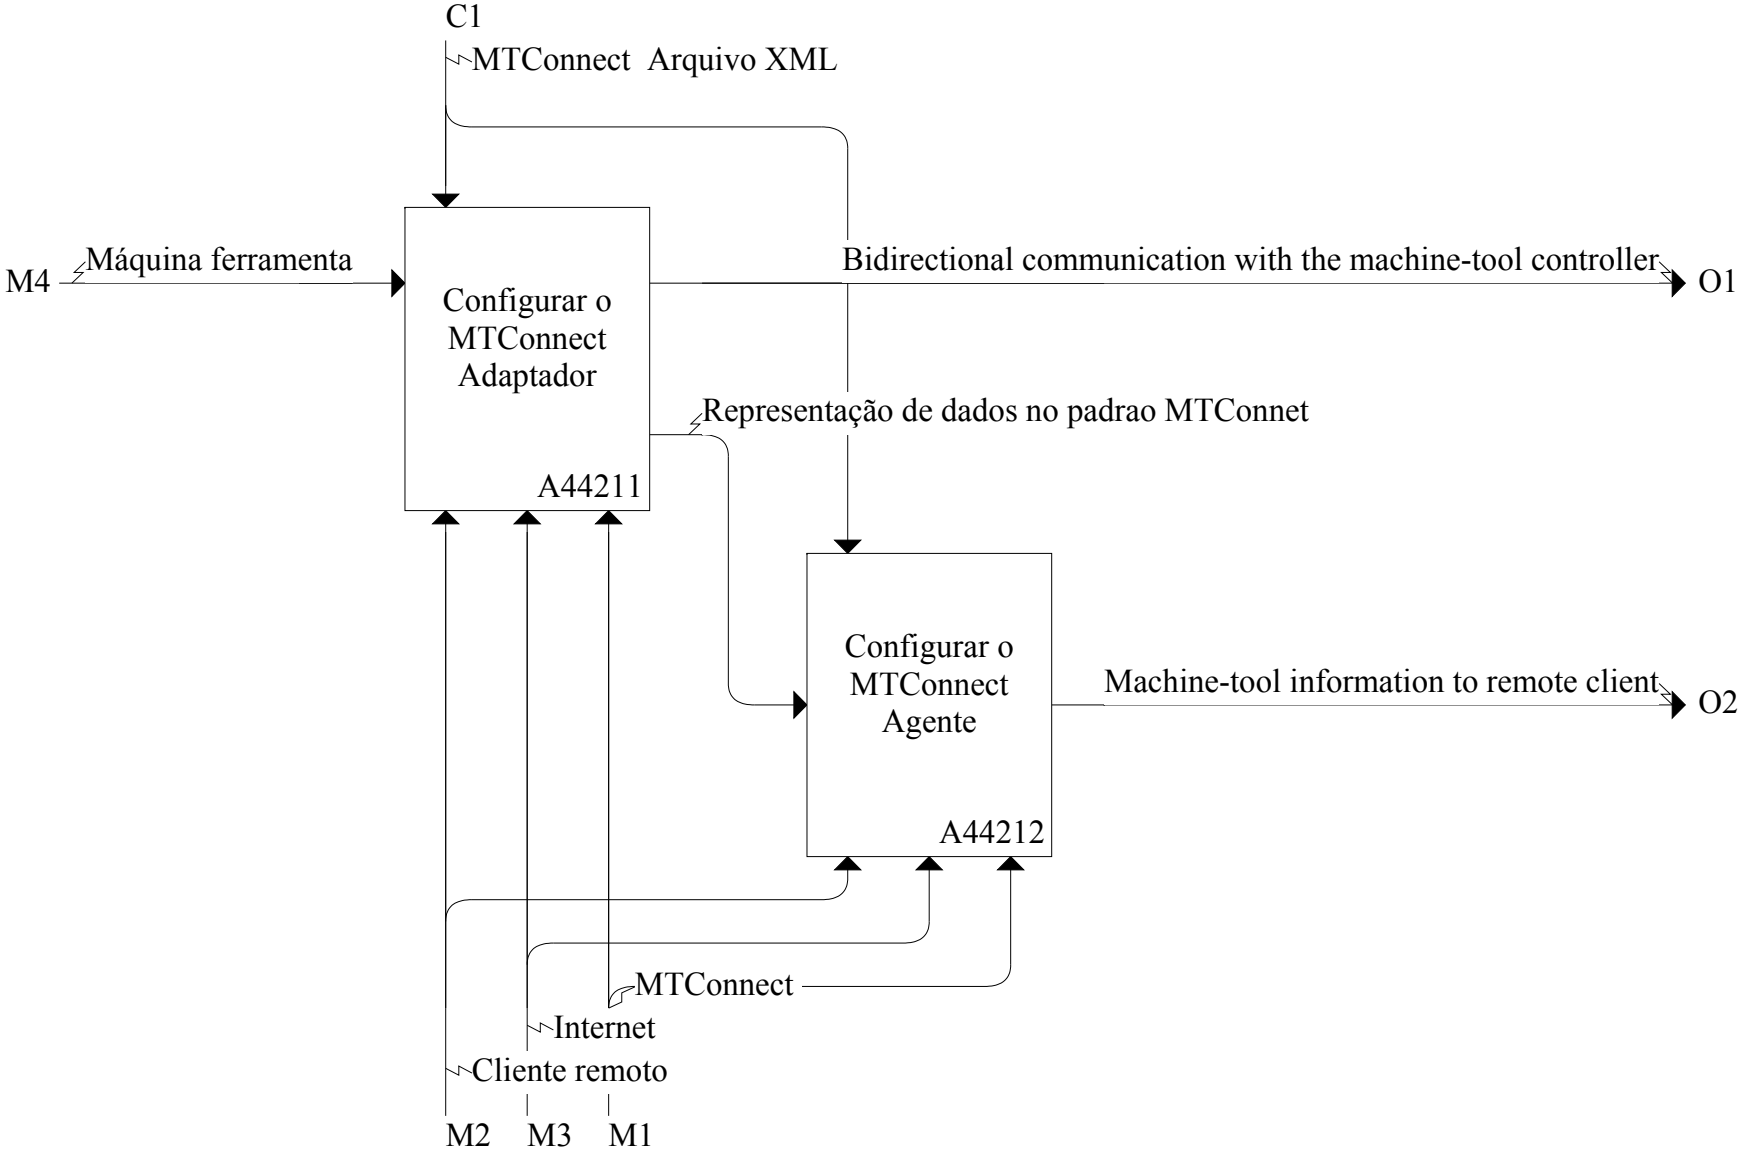 C1
MTConnect  Arquivo XML
Máquina ferramenta
M4
Bidirectional communication with the machine-tool controller
O1
Configurar o
MTConnect
Adaptador
A44211
Representação de dados no padrao MTConnet
Configurar o
MTConnect
Agente
A44212
Machine-tool information to remote client
O2
MTConnect
Internet
Cliente remoto
M2
M3
M1